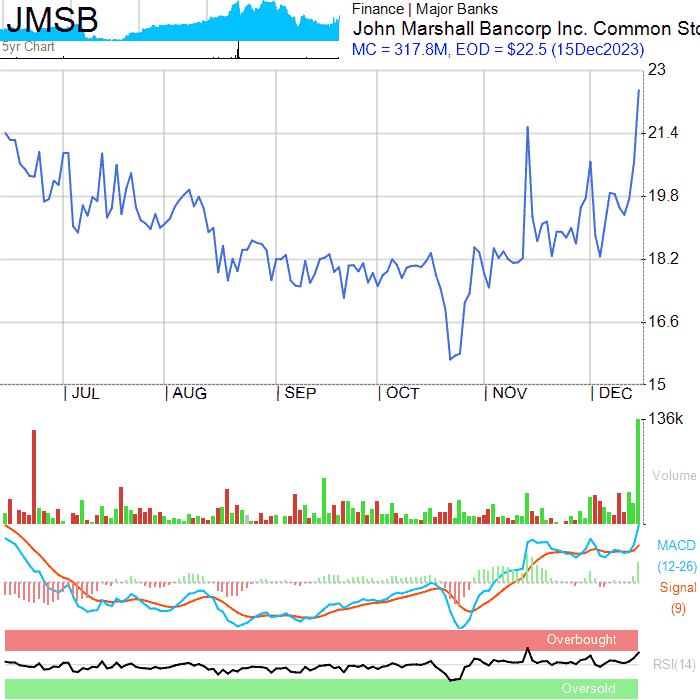 JMSB
5yr Chart
Finance | Major Banks
John Marshall Bancorp Inc. Common Sto
MC = 317.8M, EOD = $22.5 (15Dec2023)
23
21.4
19.8
18.2
16.6
15
| JUL | AUG | SEP | OCT | NOV | DEC
136k
Volume
MACD
(12-26)
Signal
(9)
Overbought
RSI(14)
Oversold